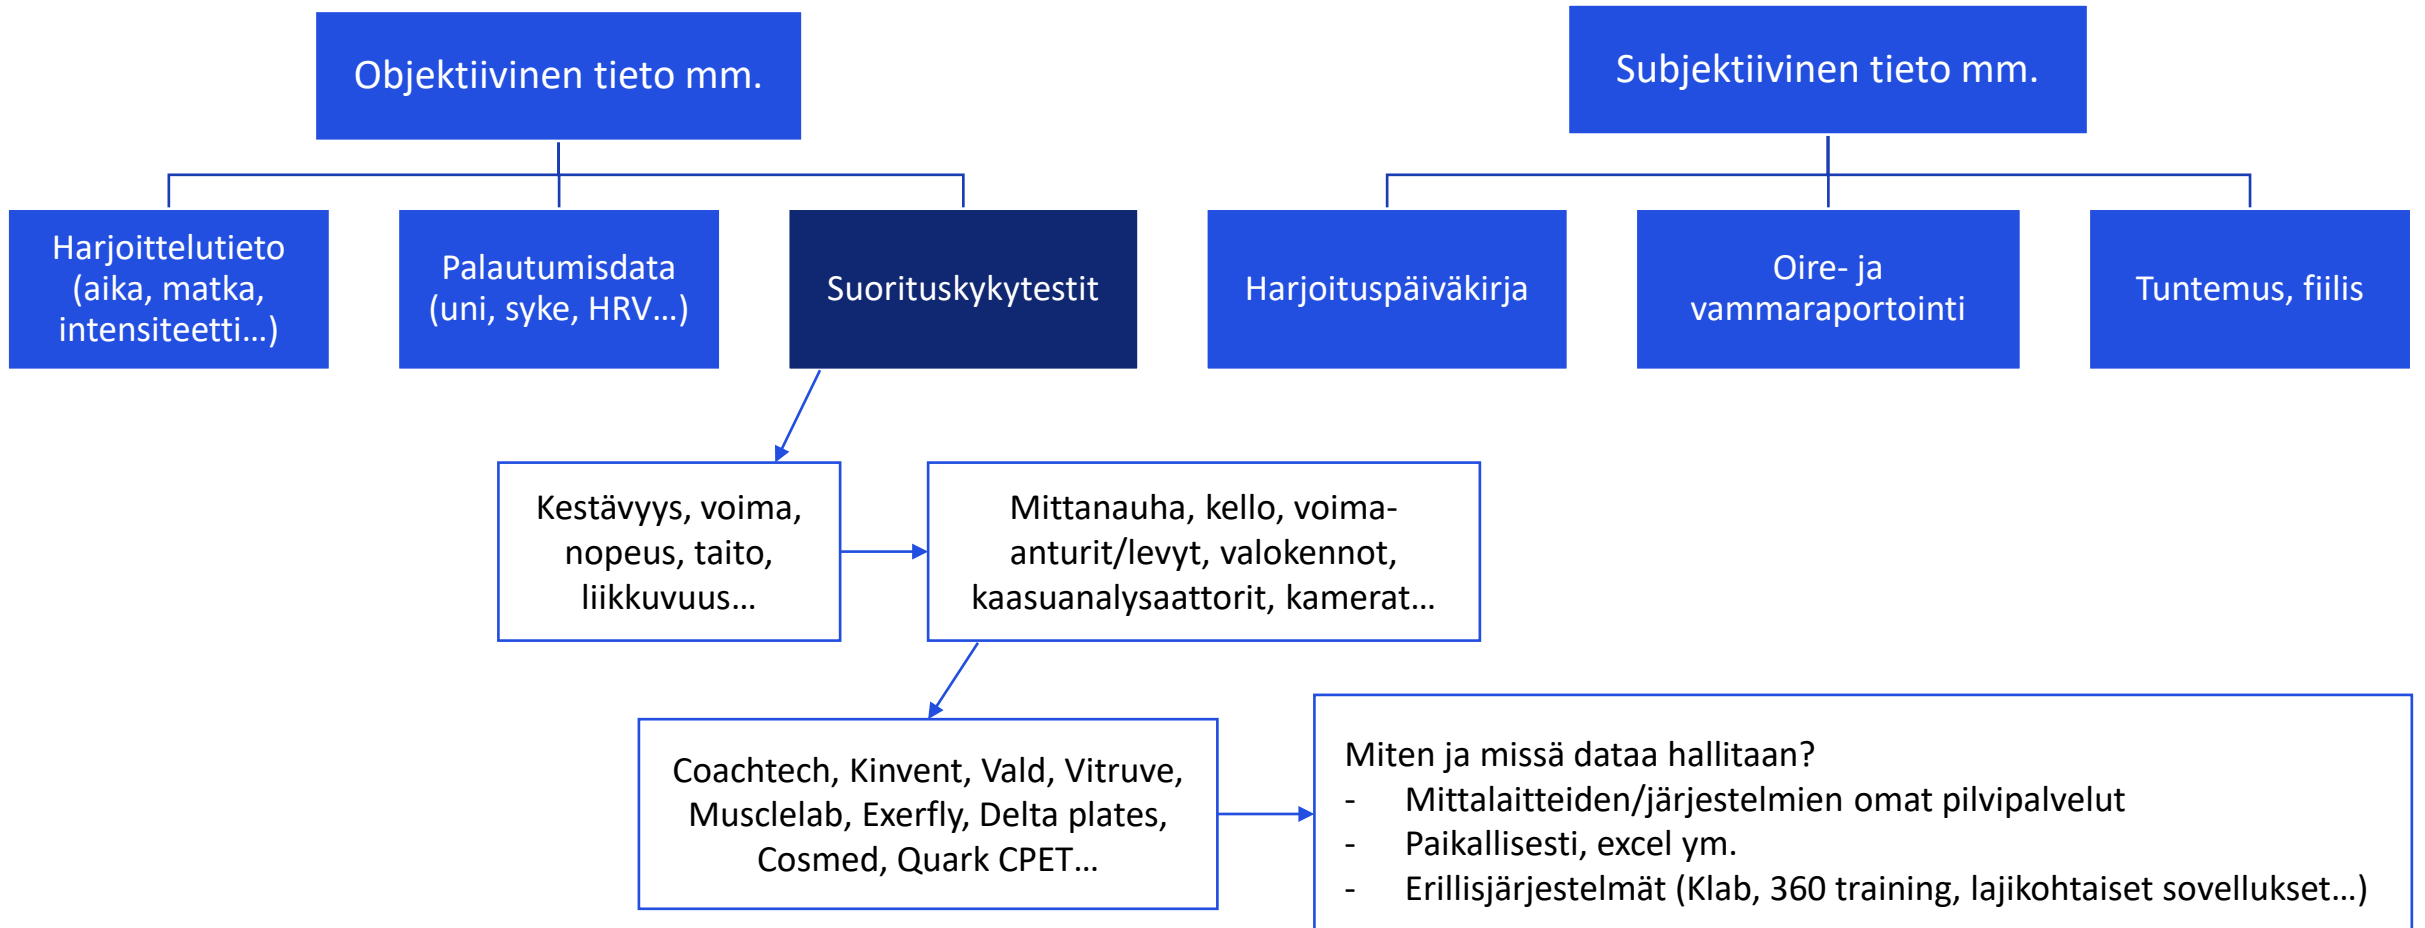 Objektiivinen tieto mm.
Subjektiivinen tieto mm.
Harjoittelutieto
(aika, matka,
intensiteetti…)
Palautumisdata
(uni, syke, HRV…)
Suorituskykytestit
Harjoituspäiväkirja
Oire- ja
vammaraportointi
Tuntemus, fiilis
Kestävyys, voima,
nopeus, taito,
liikkuvuus…
Mittanauha, kello, voima-
anturit/levyt, valokennot,
kaasuanalysaattorit, kamerat…
Coachtech, Kinvent, Vald, Vitruve,
Musclelab, Exerfly, Delta plates,
Cosmed, Quark CPET…
Miten ja missä dataa hallitaan?
- Mittalaitteiden/järjestelmien omat pilvipalvelut
- Paikallisesti, excel ym.
- Erillisjärjestelmät (Klab, 360 training, lajikohtaiset sovellukset…)